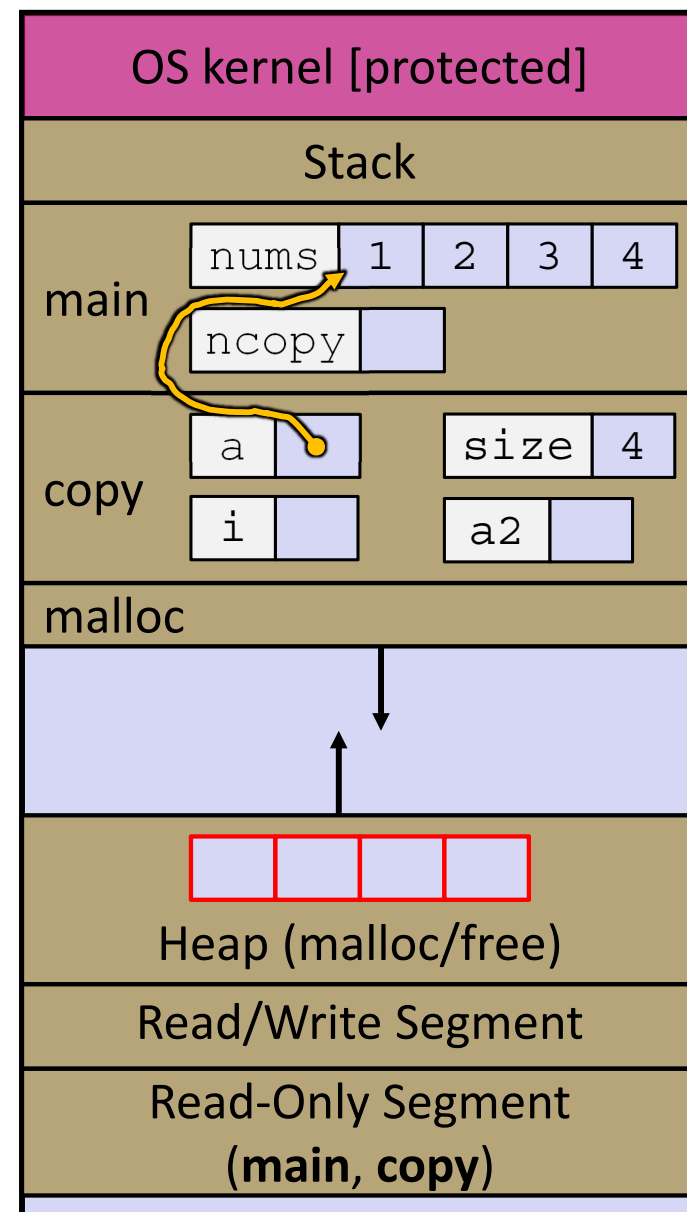 OS kernel [protected]
Stack
main
nums 1 2 3 4
ncopy
copy
a
size 4
i
a2
malloc
Heap (malloc/free)
Read/Write Segment
Read-Only Segment
(main, copy)